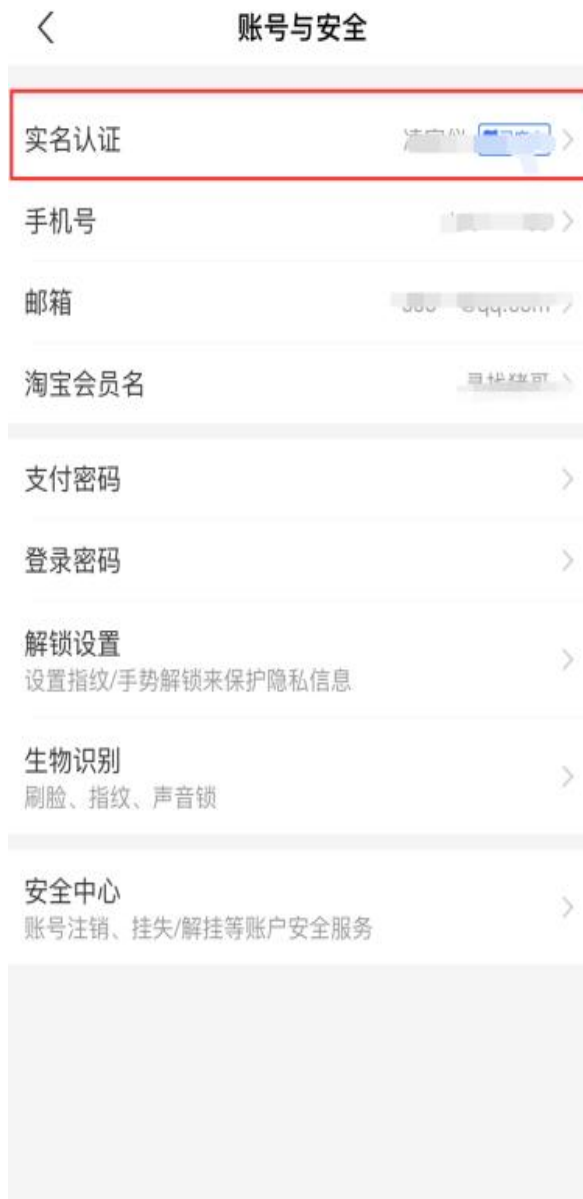 账号与安全
实名认证
手机号
邮箱
淘宝会员名
支付密码
登录密码
解锁设置
设置指纹/手势解锁来保护隐私信息
生物识别
刷脸、指纹、声音锁
安全中心
账号注销、挂失/解挂等账户安全服务